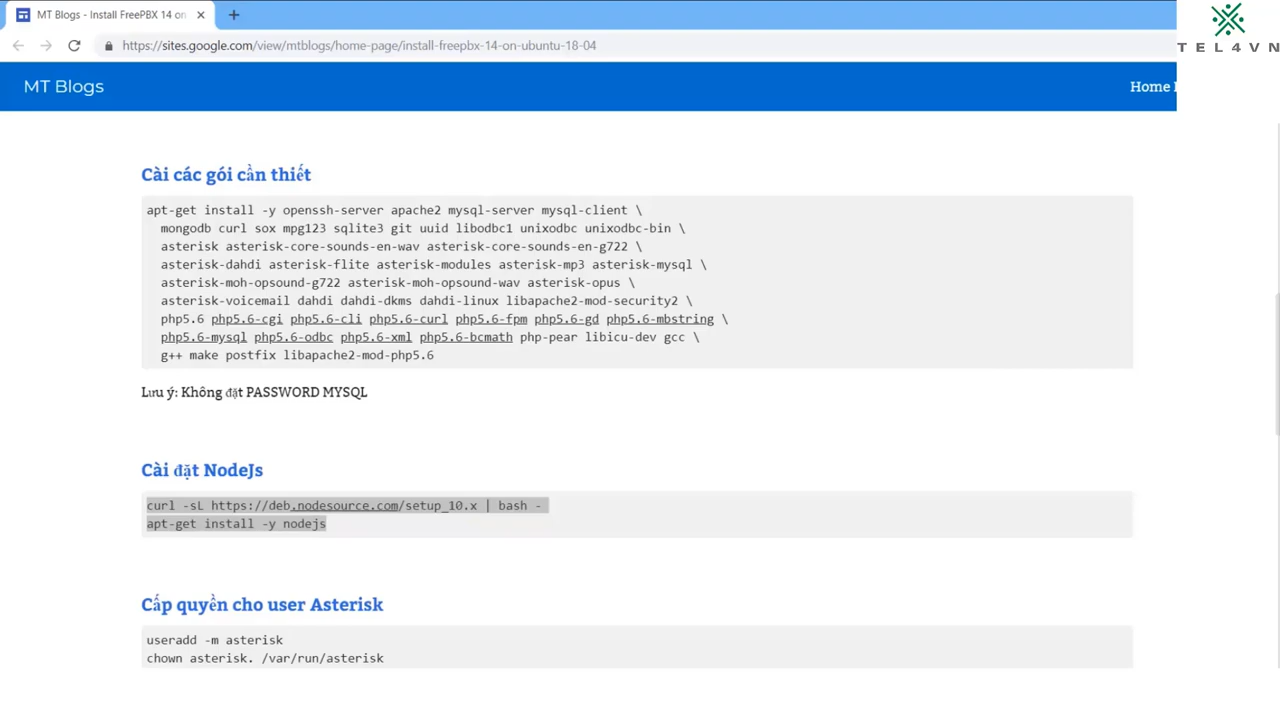 MT Blogs - Install FreePBX 14 on
https://sites.google.com/view/mtblogs/home-page/install-freepbx-14-on-ubuntu-18-04
TEL4VN
MT Blogs
Home
Cài các gói cần thiết
apt-get install -y openssh-server apache2 mysql-server mysql-client \
mongodb curl sox mpg123 sqlite3 git uuid libodbc1 unixodbc unixodbc-bin \
asterisk asterisk-core-sounds-en-wav asterisk-core-sounds-en-g722 \
asterisk-dahdi asterisk-flite asterisk-modules asterisk-mp3 asterisk-mysql \
asterisk-moh-opsound-g722 asterisk-moh-opsound-wav asterisk-opus \
asterisk-voicemail dahdi dahdi-dkms dahdi-linux libapache2-mod-security2 \
php5.6 php5.6-cgi php5.6-cli php5.6-curl php5.6-fpm php5.6-gd php5.6-mbstring \
php5.6-mysql php5.6-odbc php5.6-xml php5.6-bcmath php-pear libicu-dev gcc \
g++ make postfix libapache2-mod-php5.6
Lưu ý: Không đặt PASSWORD MYSQL
Cài đặt NodeJs
curl -sL https://deb.nodesource.com/setup_10.x | bash -
apt-get install -y nodejs
Cấp quyền cho user Asterisk
useradd -m asterisk
chown asterisk. /var/run/asterisk